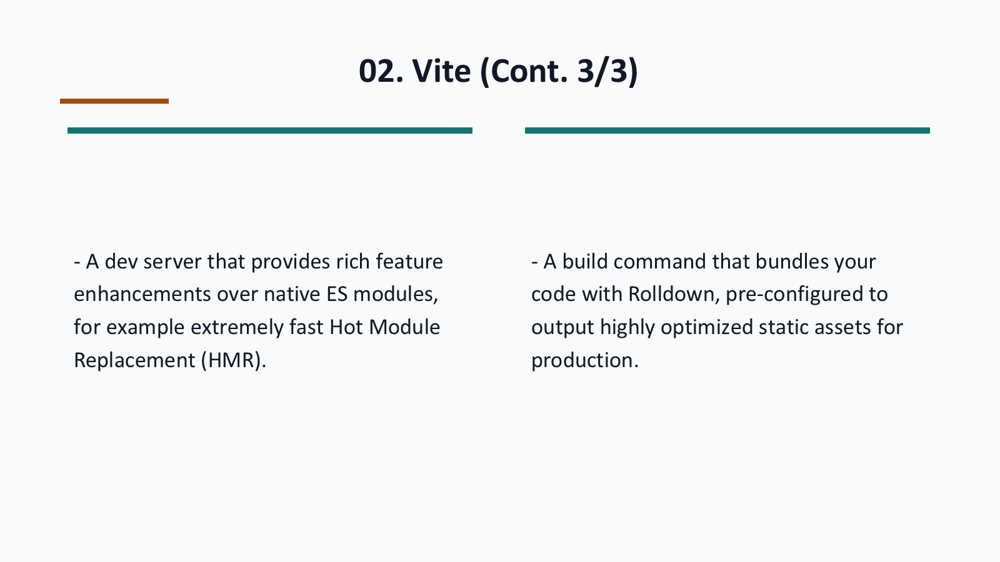 02. Vite (Cont. 3/3)
- A dev server that provides rich feature
enhancements over native ES modules,
for example extremely fast Hot Module
Replacement (HMR).
- A build command that bundles your
code with Rolldown, pre-configured to
output highly optimized static assets for
production.